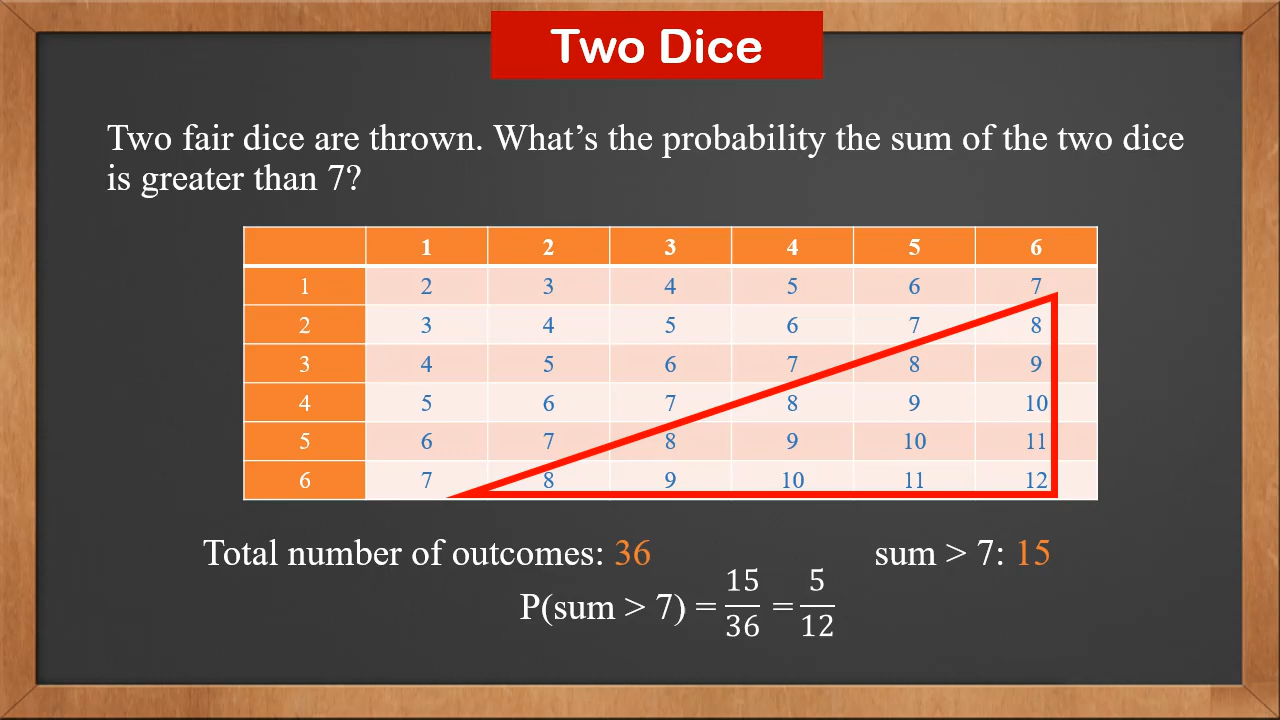 Two Dice
Two fair dice are thrown. What’s the probability the sum of the two dice
is greater than 7?
1 2 3 4 5 6
1 2 3 4 5 6 7
2 3 4 5 6 7 8
3 4 5 6 7 8 9
4 5 6 7 8 9 10
5 6 7 8 9 10 11
6 7 8 9 10 11 12
Total number of outcomes: 36 sum > 7: 15
P(sum > 7) = 15/36 = 5/12